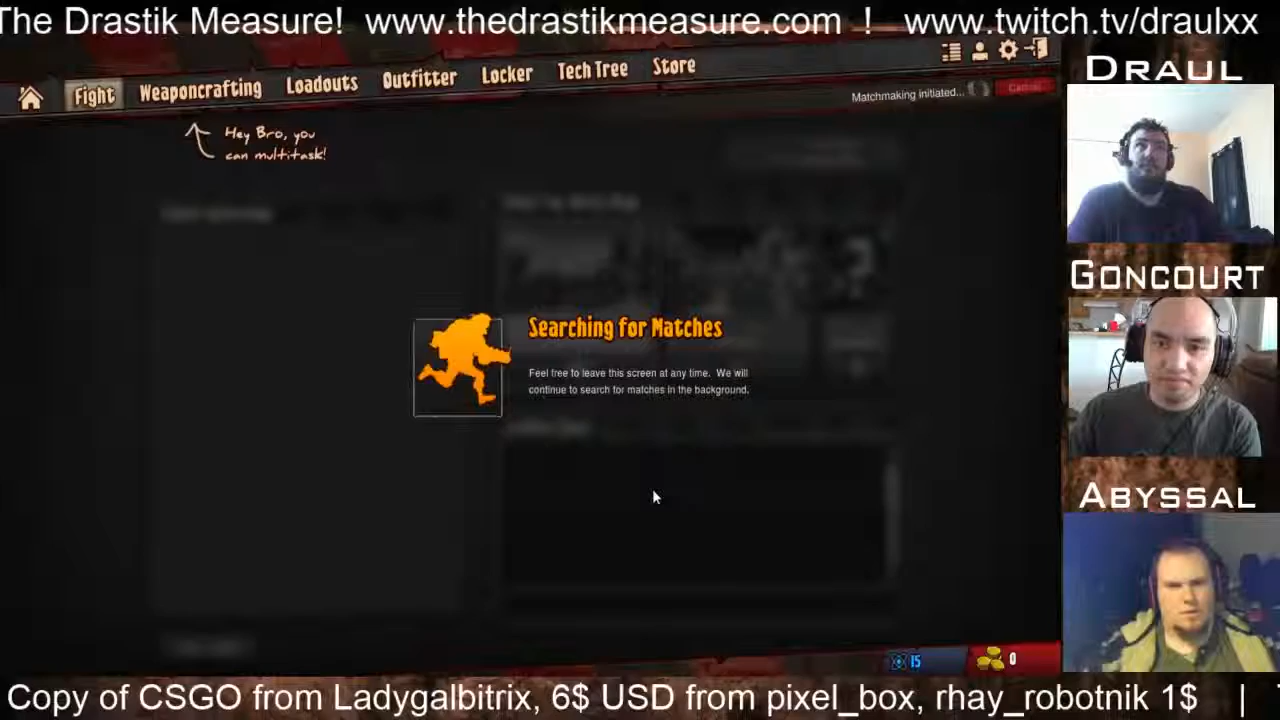 The Drastik Measure! www.thedrastikmeasure.com ! www.twitch.tv/draulxx
Fight Weaponcrafting Loadouts Outfitter Locker Tech Tree Store
Matchmaking initiated... Cancel
Hey Bro, you
can multitask!
Draul
Goncourt
Searching for Matches
Feel free to leave this screen at any time. We will
continue to search for matches in the background.
Abyssal
15 0
Copy of CSGO from Ladygalbitrix, 6$ USD from pixel_box, rhay_robotnik 1$ |